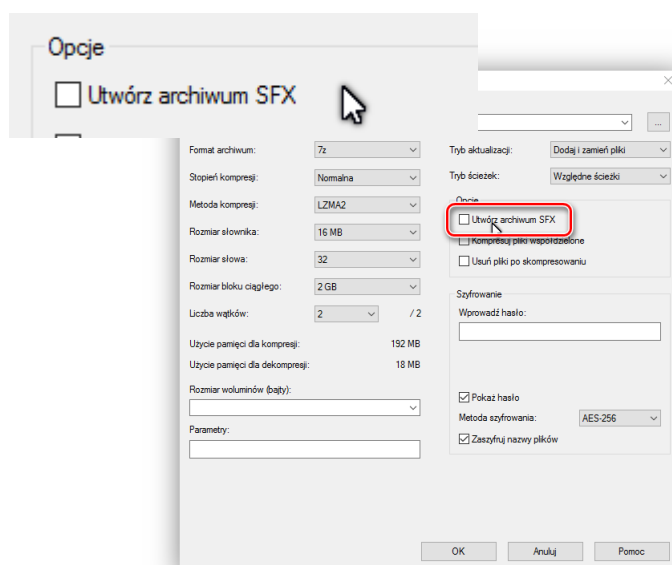 Opcje
Utwórz archiwum SFX
...
Format archiwum: 7z
Stopień kompresji: Normalna
Metoda kompresji: LZMA2
Rozmiar słownika: 16 MB
Rozmiar słowa: 32
Rozmiar bloku ciągłego: 2 GB
Liczba wątków: 2 / 2
Użycie pamięci dla kompresji: 192 MB
Użycie pamięci dla dekompresji: 18 MB
Rozmiar woluminów (bajty):
Parametry:
Tryb aktualizacji: Dodaj i zamień pliki
Tryb ścieżek: Względne ścieżki
Opcje
Utwórz archiwum SFX
Kompresuj pliki współdzielone
Usuń pliki po skompresowaniu
Szyfrowanie
Wprowadź hasło:
Pokaż hasło
Metoda szyfrowania: AES-256
Zaszyfruj nazwy plików
OK Anuluj Pomoc